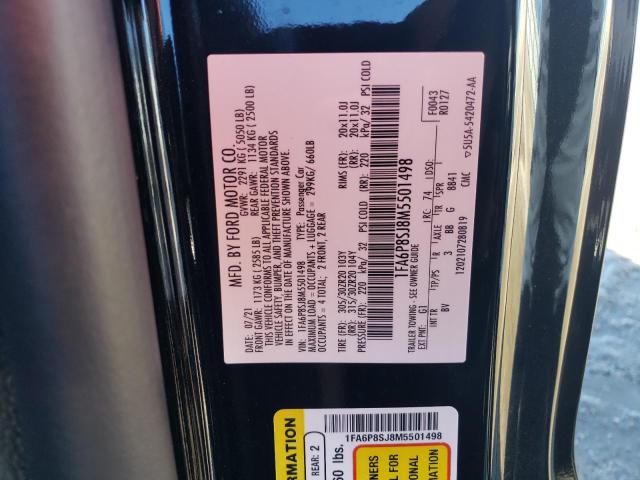 MFD. BY FORD MOTOR CO.
DATE: 07/21 GVWR: 2291 KG ( 5050 LB)
FRONT GAWR: 1173 KG ( 2585 LB) REAR GAWR: 1134 KG ( 2500 LB)
THIS VEHICLE CONFORMS TO ALL APPLICABLE FEDERAL MOTOR
VEHICLE SAFETY, BUMPER, AND THEFT PREVENTION STANDARDS
IN EFFECT ON THE DATE OF MANUFACTURE SHOWN ABOVE.
VIN: 1FA6P8SJ8M5501498 TYPE: Passenger Car
MAXIMUM LOAD = OCCUPANTS + LUGGAGE = 299KG/ 660LB
OCCUPANTS = 4 TOTAL; 2 FRONT, 2 REAR
TIRE (FR): 305/30ZR20 103Y RIMS (FR): 20x11.0J
(RR): 315/30ZR20 104Y (RR): 20x11.0J
PRESSURE (FR): 220 kPa/ 32 PSI COLD (RR): 220 kPa/ 32 PSI COLD
1FA6P8SJ8M5501498
TRAILER TOWING - SEE OWNER GUIDE
F0043
EXT PNT: G1 RC: 74 DSO: R0127
INT TR TP/PS R AXLE TR SPR
BV 3 BB G BB41
1202107280819 CMC 5U5A-5420472-AA
REAR: 2
1FA6P8SJ8M5501498
lbs.